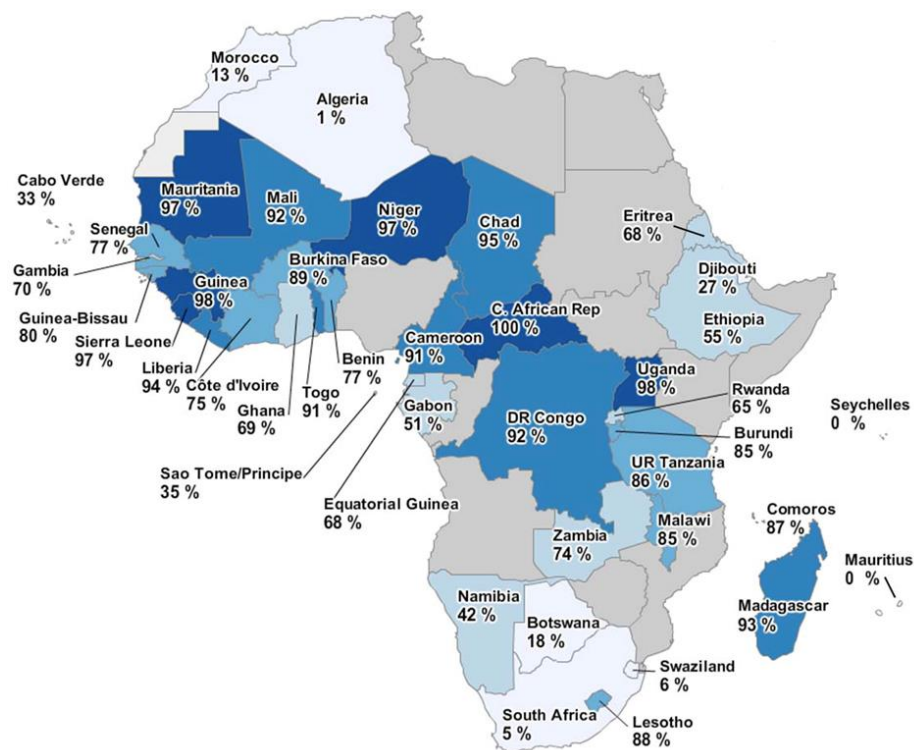 Morocco
13 %
Algeria
1 %
Cabo Verde
33 %
Mauritania
97 %
Mali
92 %
Niger
97 %
Chad
95 %
Eritrea
68 %
Senegal
77 %
Gambia
70 %
Guinea-Bissau
80 %
Guinea
98 %
Burkina Faso
89 %
Djibouti
27 %
Ethiopia
55 %
C. African Rep
100 %
Sierra Leone
97 %
Liberia
94 %
Côte d'Ivoire
75 %
Ghana
69 %
Togo
91 %
Benin
77 %
Cameroon
91 %
Gabon
51 %
Uganda
98 %
Rwanda
65 %
Burundi
85 %
Seychelles
0 %
DR Congo
92 %
UR Tanzania
86 %
Sao Tome/Principe
35 %
Equatorial Guinea
68 %
Malawi
85 %
Zambia
74 %
Comoros
87 %
Mauritius
0 %
Madagascar
93 %
Namibia
42 %
Botswana
18 %
Swaziland
6 %
South Africa
5 %
Lesotho
88 %